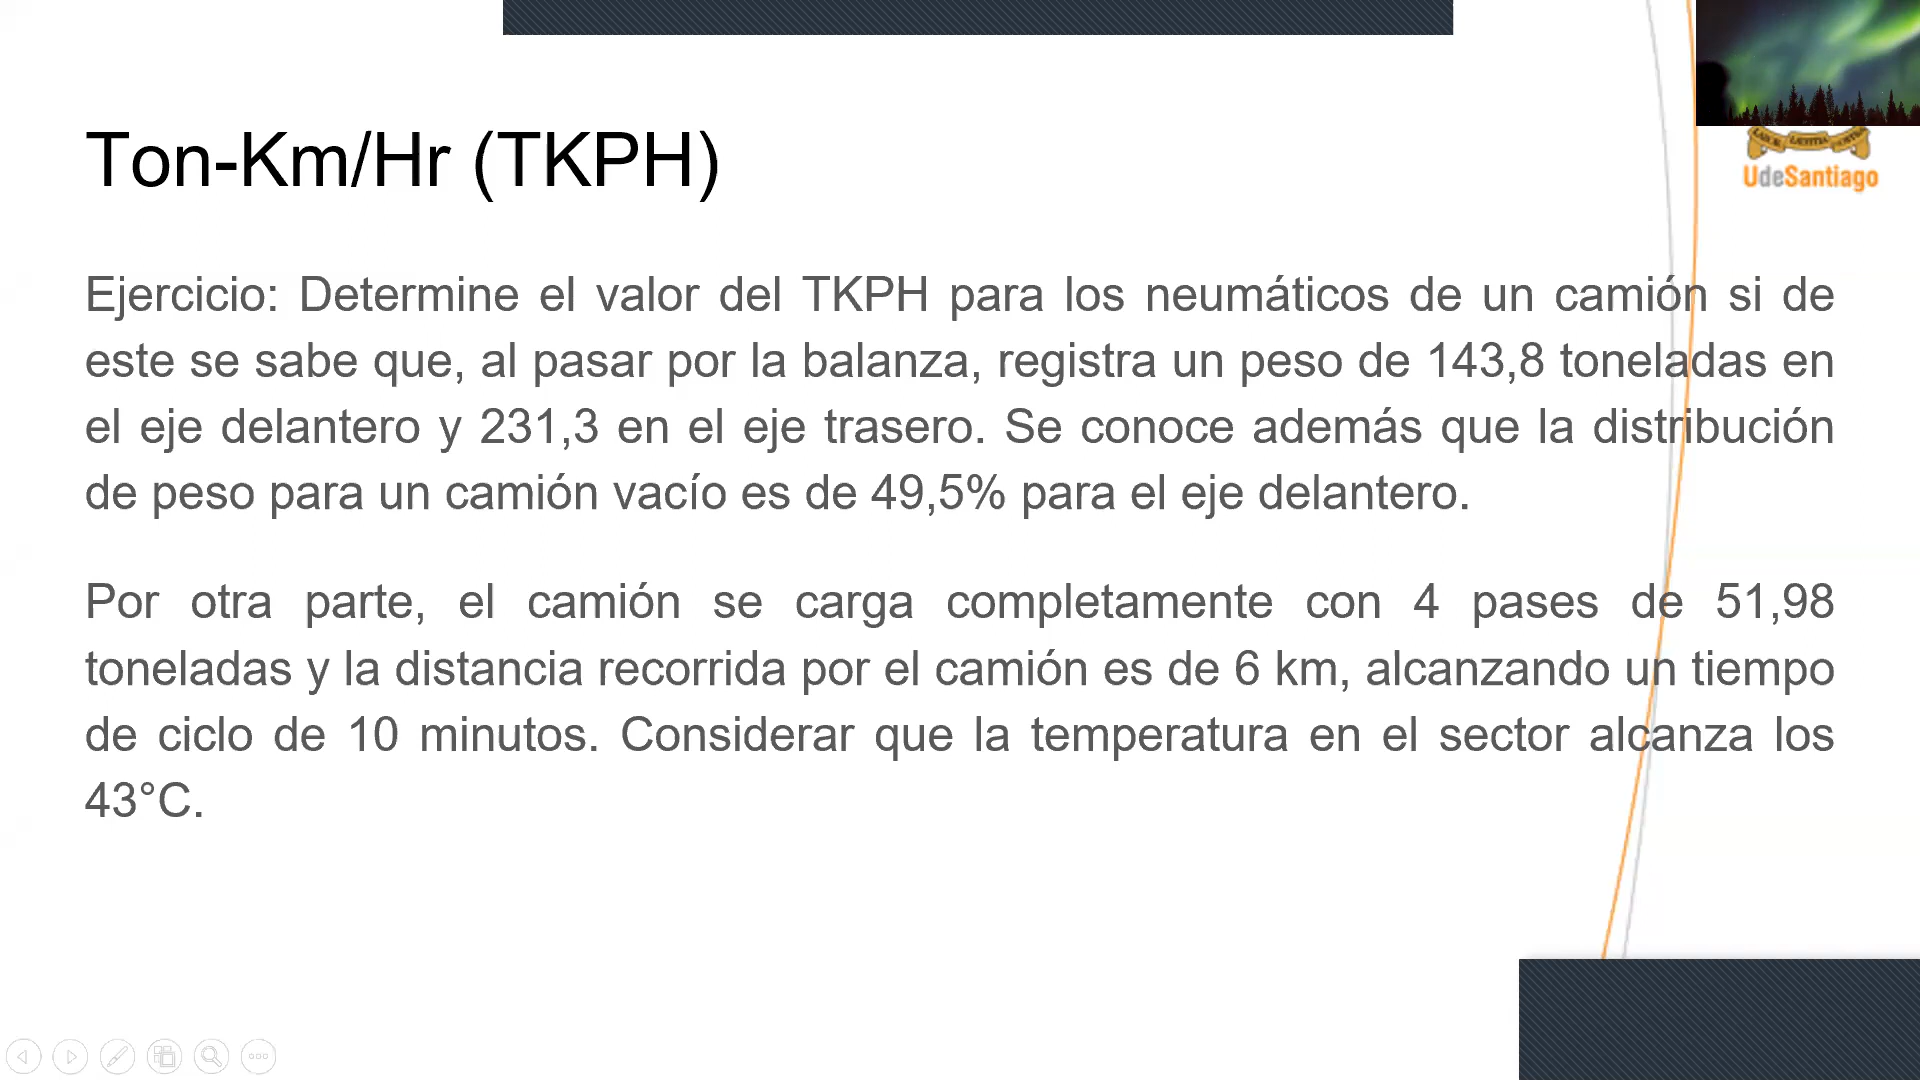 Ton-Km/Hr (TKPH)
UdeSantiago
Ejercicio: Determine el valor del TKPH para los neumáticos de un camión si de
este se sabe que, al pasar por la balanza, registra un peso de 143,8 toneladas en
el eje delantero y 231,3 en el eje trasero. Se conoce además que la distribución
de peso para un camión vacío es de 49,5% para el eje delantero.
Por otra parte, el camión se carga completamente con 4 pases de 51,98
toneladas y la distancia recorrida por el camión es de 6 km, alcanzando un tiempo
de ciclo de 10 minutos. Considerar que la temperatura en el sector alcanza los
43°C.